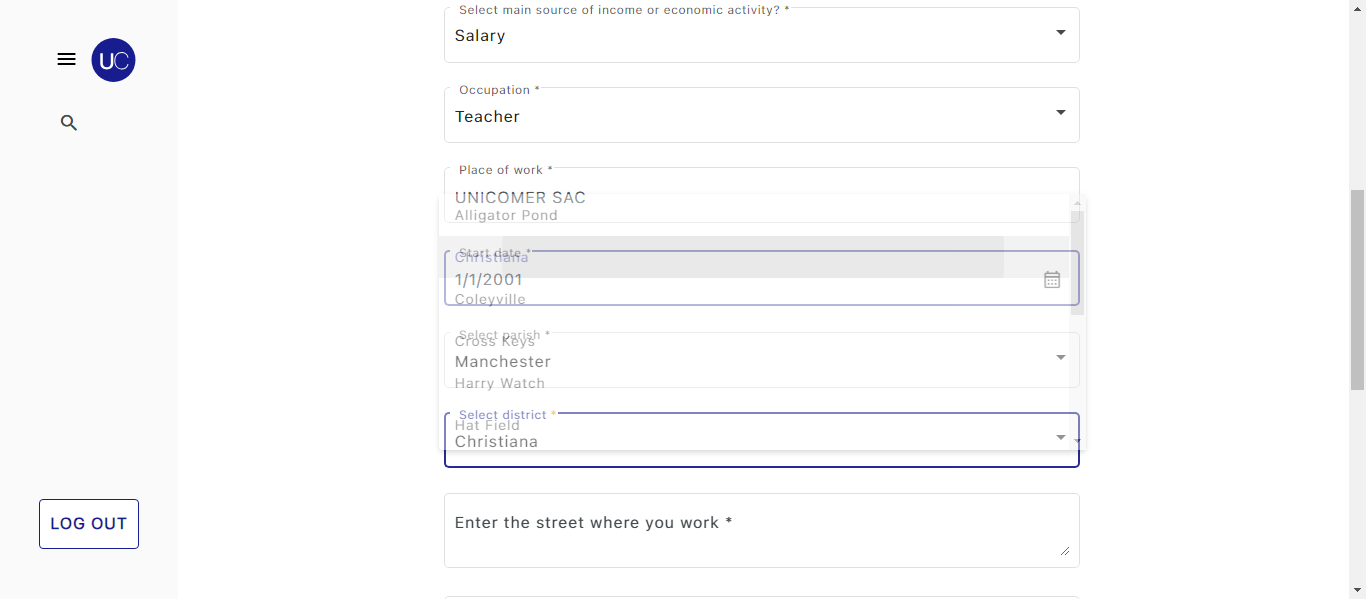 Select main source of income or economic activity? *
Salary
UC
Occupation *
Teacher
Place of work *
UNICOMER SAC
Alligator Pond
Start date *
Christiana
1/1/2001
Coleyville
Select parish *
Cross Keys
Manchester
Harry Watch
Select district *
Hat Field
Christiana
Enter the street where you work *
LOG OUT